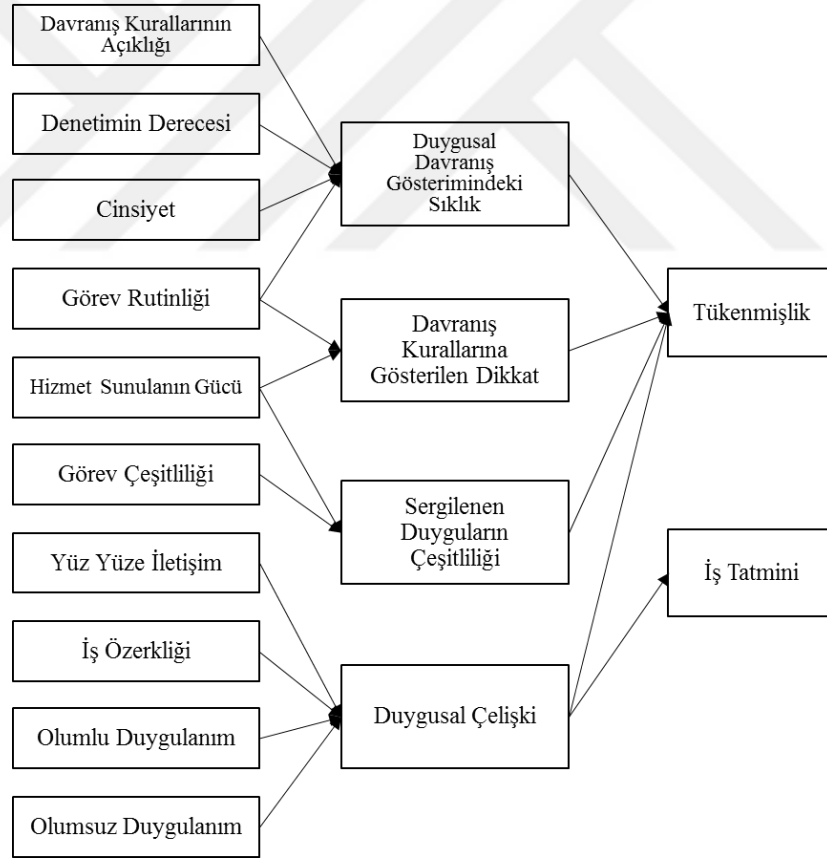 Davranış Kurallarının
Açıklığı
Denetimin Derecesi
Cinsiyet
Görev Rutinliği
Hizmet Sunulanın Gücü
Görev Çeşitliliği
Yüz Yüze İletişim
İş Özerkliği
Olumlu Duygulanım
Olumsuz Duygulanım
Duygusal
Davranış
Gösterimindeki
Sıklık
Davranış
Kurallarına
Gösterilen Dikkat
Sergilenen
Duyguların
Çeşitliliği
Duygusal Çelişki
Tükenmişlik
İş Tatmini